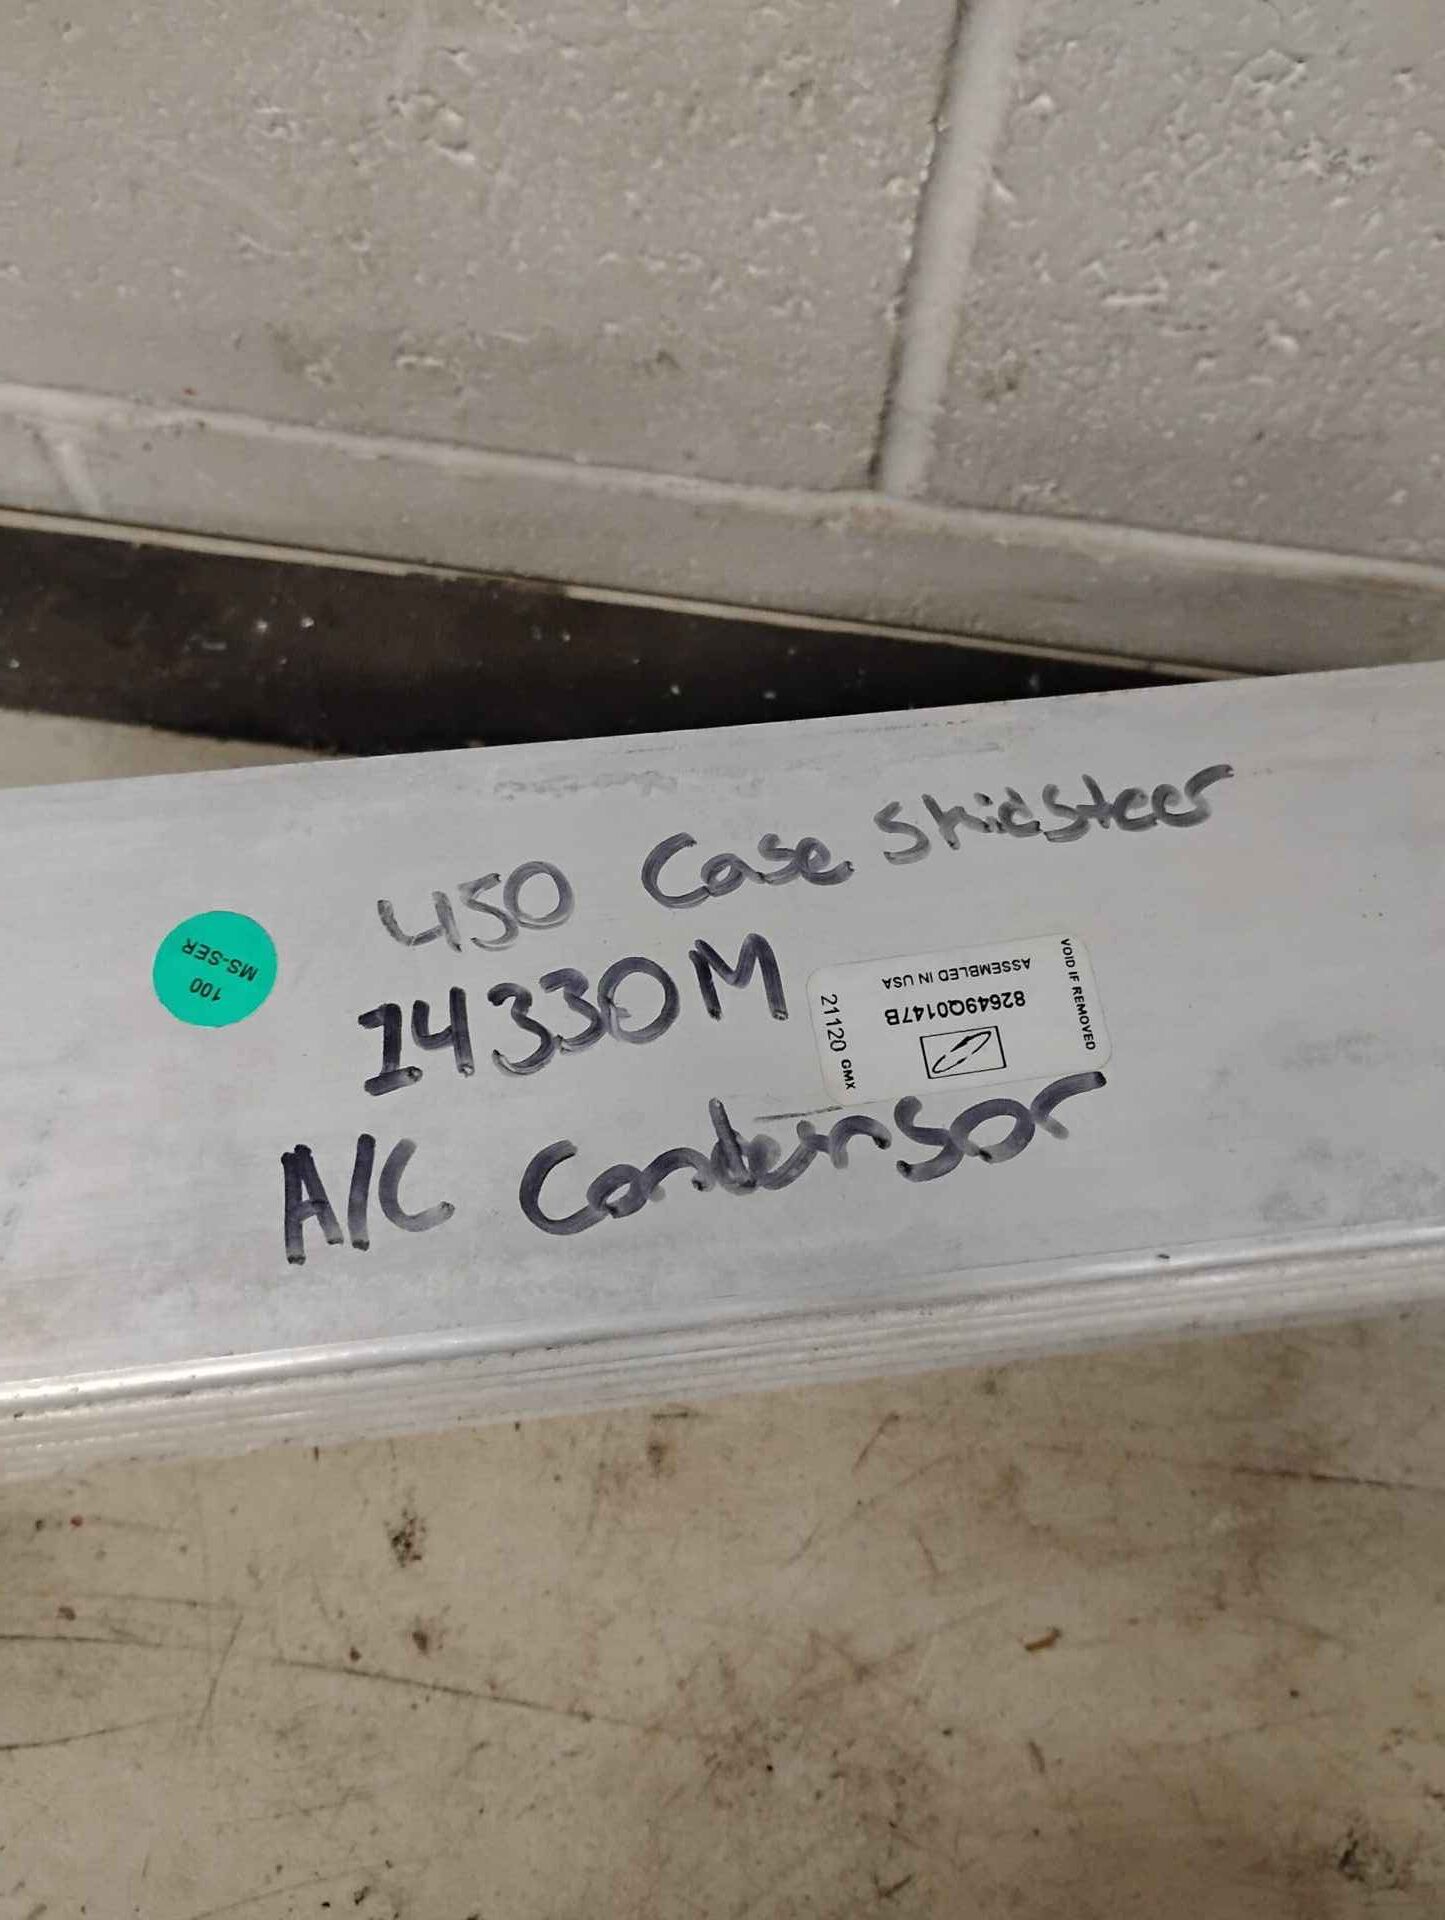 450 Case Skidsteer
14330M
A/C Condensor
100
MS-SER
VOID IF REMOVED
ASSEMBLED IN USA
82649Q0147B
21120 GMX